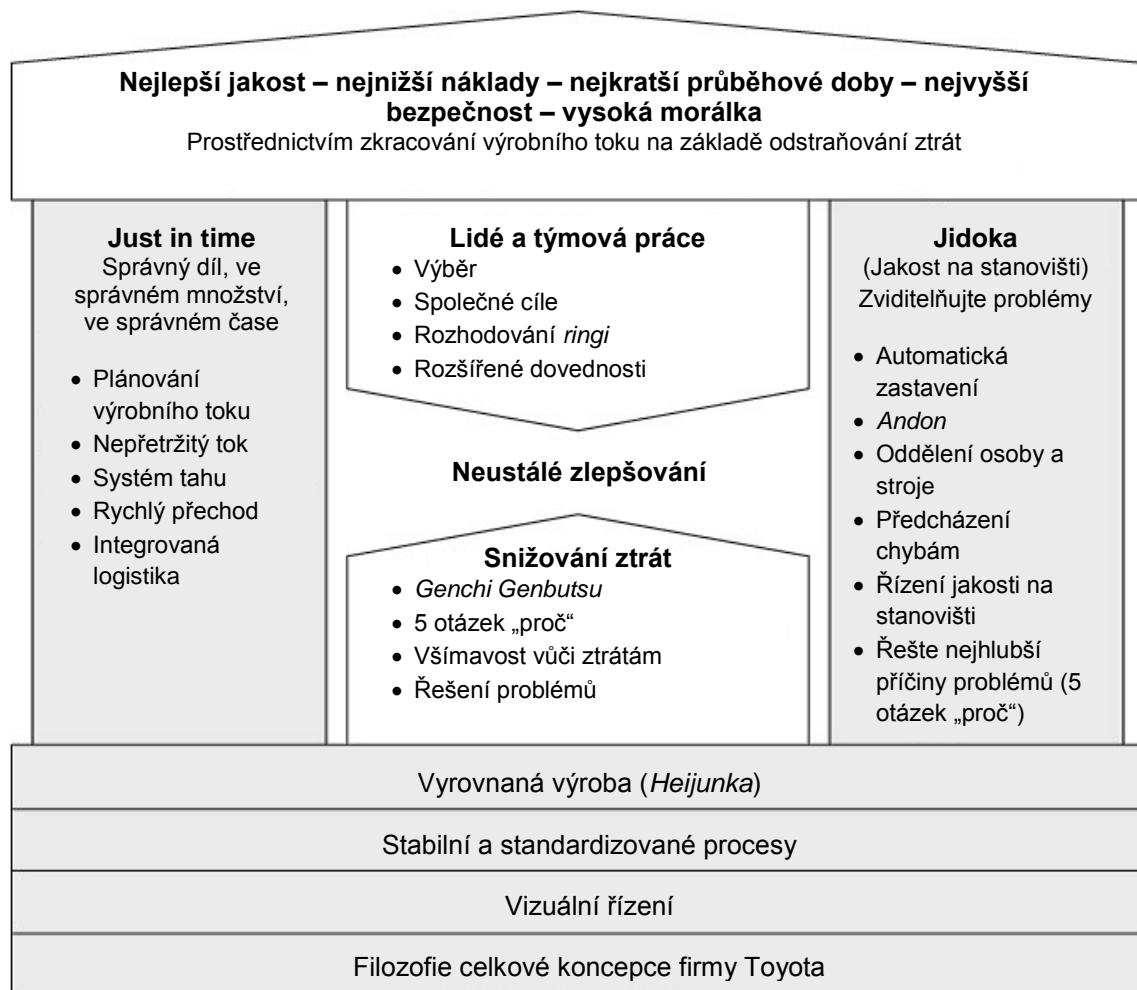 Nejlepší jakost – nejnižší náklady – nejkratší průběhové doby – nejvyšší
bezpečnost – vysoká morálka
Prostřednictvím zkracování výrobního toku na základě odstraňování ztrát
Just in time
Správný díl, ve
správném množství,
ve správném čase
• Plánování
výrobního toku
• Nepřetržitý tok
• Systém tahu
• Rychlý přechod
• Integrovaná
logistika
Lidé a týmová práce
• Výběr
• Společné cíle
• Rozhodování ringi
• Rozšířené dovednosti
Neustálé zlepšování
Snižování ztrát
• Genchi Genbutsu
• 5 otázek „proč“
• Všímavost vůči ztrátám
• Řešení problémů
Jidoka
(Jakost na stanovišti)
Zviditelňujte problémy
• Automatická
zastavení
• Andon
• Oddělení osoby a
stroje
• Předcházení
chybám
• Řízení jakosti na
stanovišti
• Řešte nejhlubší
příčiny problémů (5
otázek „proč“)
Vyrovnaná výroba (Heijunka)
Stabilní a standardizované procesy
Vizuální řízení
Filozofie celkové koncepce firmy Toyota